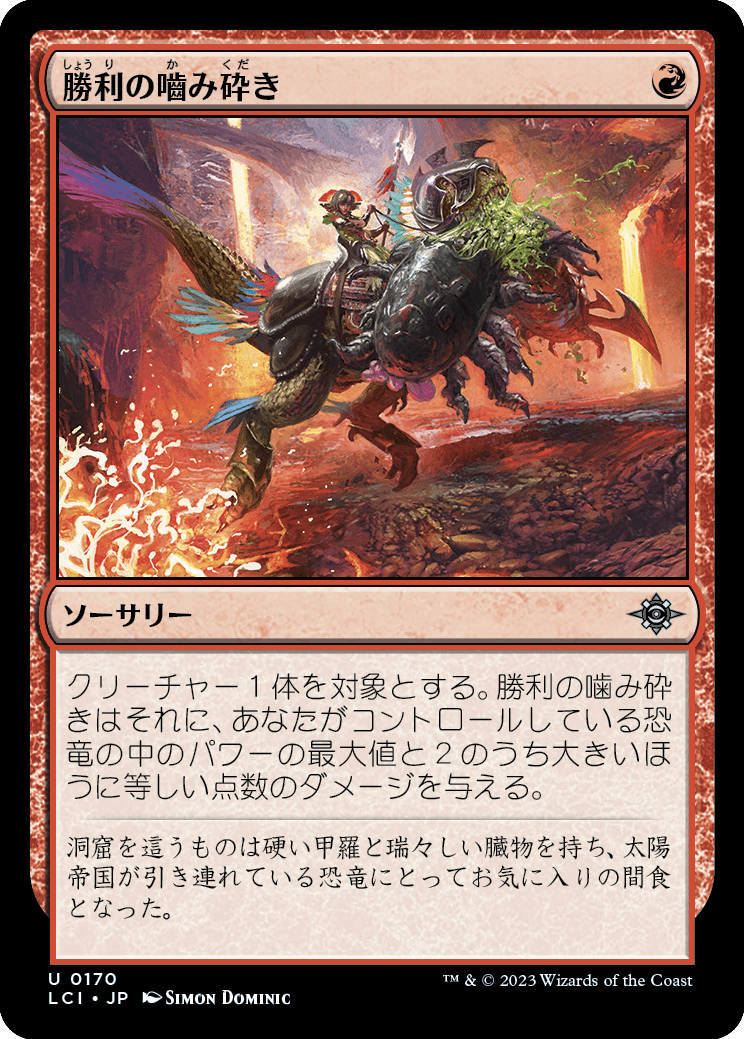 しょうり か くだ
勝利の噛み砕き
ソーサリー
クリーチャー１体を対象とする。勝利の噛み砕
きはそれに、あなたがコントロールしている恐
竜の中のパワーの最大値と２のうち大きいほ
うに等しい点数のダメージを与える。
洞窟を這うものは硬い甲羅と瑞々しい臓物を持ち、太陽
帝国が引き連れている恐竜にとってお気に入りの間食
となった。
U 0170
LCI • JP SIMON DOMINIC
™ & © 2023 Wizards of the Coast